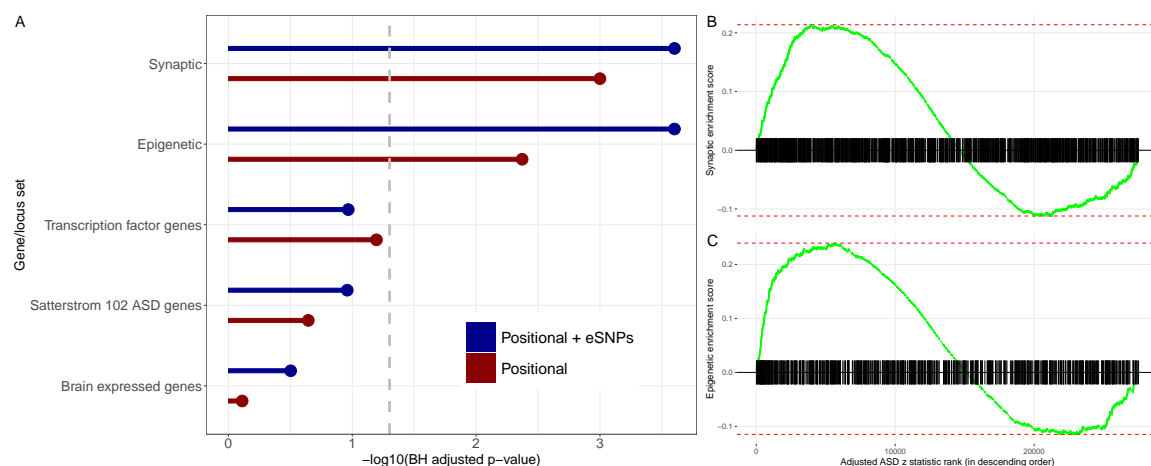 A
Gene/locus set
Synaptic
Epigenetic
Transcription factor genes
Satterstrom 102 ASD genes
Brain expressed genes
Positional + eSNPs
Positional
0 1 2 3
−log10(BH adjusted p−value)
B
Synaptic enrichment score
0.2
0.1
0.0
−0.1
0 10000 20000
C
Epigenetic enrichment score
0.2
0.1
0.0
−0.1
0 10000 20000
Adjusted ASD z statistic rank (in descending order)